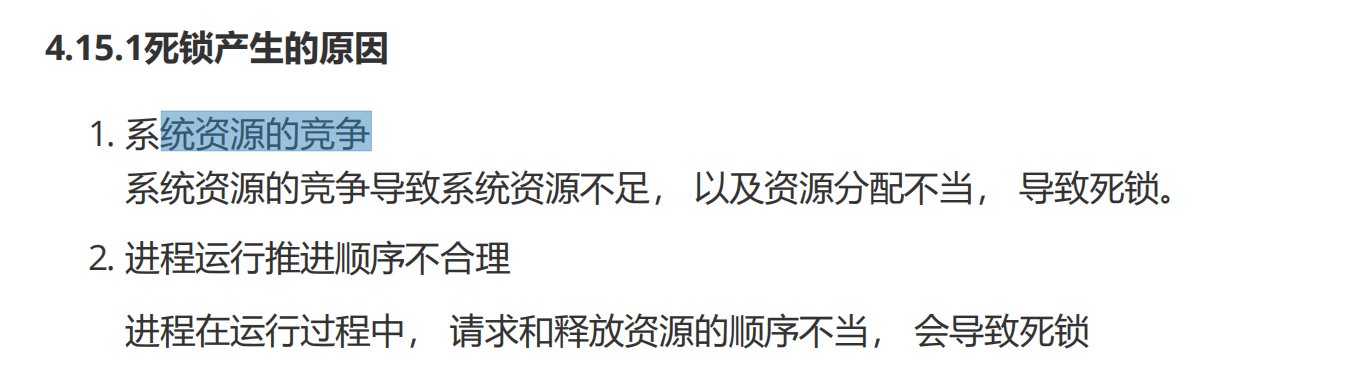 4.15.1死锁产生的原因
1. 系统资源的竞争
系统资源的竞争导致系统资源不足， 以及资源分配不当， 导致死锁。
2. 进程运行推进顺序不合理
进程在运行过程中， 请求和释放资源的顺序不当， 会导致死锁